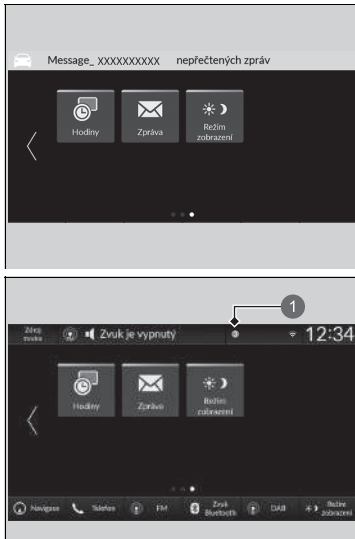 Message_ XXXXXXXXXX nepřečtených zpráv
Hodiny
Zpráva
Režim
zobrazení
1
Zdroj
Zvuk je vypnutý
12:34
Hodiny
Zpráva
Režim
zobrazení
Navigace
Telefon
FM
Zvuk
Bluetooth
DAB
Režim
zobrazení